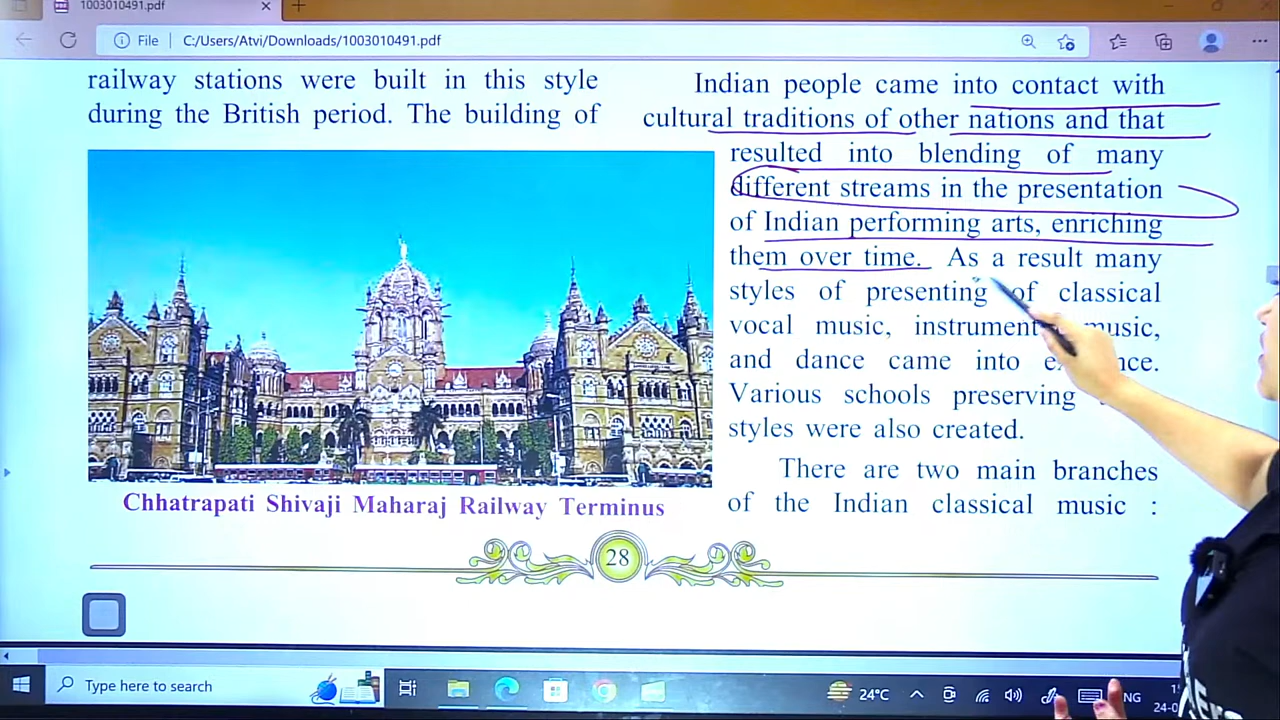 1003010491.pdf
File
C:/Users/Atvi/Downloads/1003010491.pdf
railway stations were built in this style
during the British period. The building of
Chhatrapati Shivaji Maharaj Railway Terminus
Indian people came into contact with
cultural traditions of other nations and that
resulted into blending of many
different streams in the presentation
of Indian performing arts, enriching
them over time. As a result many
styles of presenting of classical
vocal music, music,
and dance came into
Various schools preserving
styles were also created.
There are two main branches
of the Indian classical music :
28
Type here to search
24°C
ENG